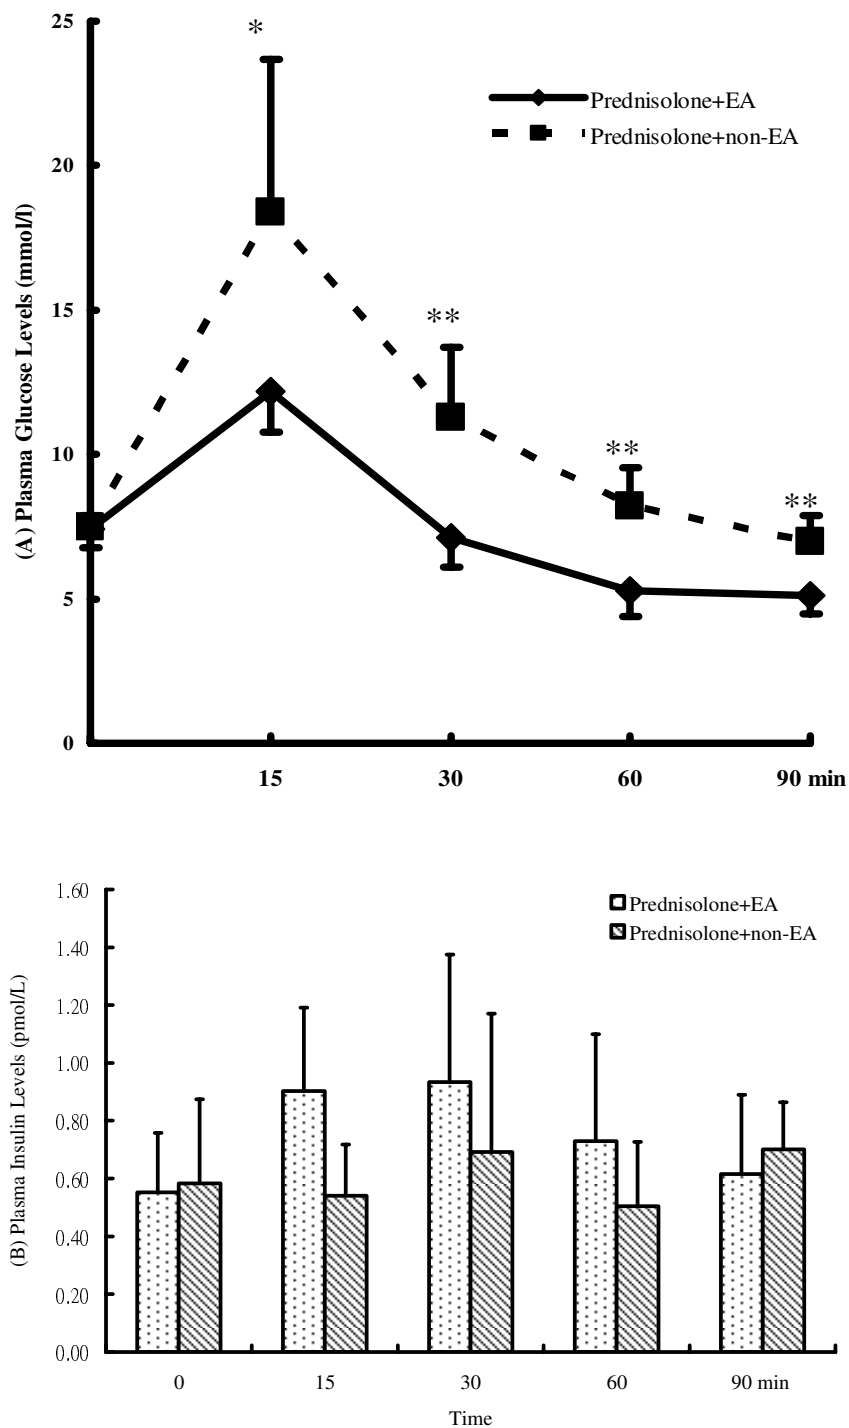 25
*
Prednisolone+EA
Prednisolone+non-EA
20
15
**
10
**
**
5
0
(A) Plasma Glucose Levels (mmol/l)
15 30 60 90 min
1.60
1.40
1.20
1.00
0.80
0.60
0.40
0.20
0.00
(B) Plasma Insulin Levels (pmol/L)
Prednisolone+EA
Prednisolone+non-EA
0 15 30 60 90 min
Time